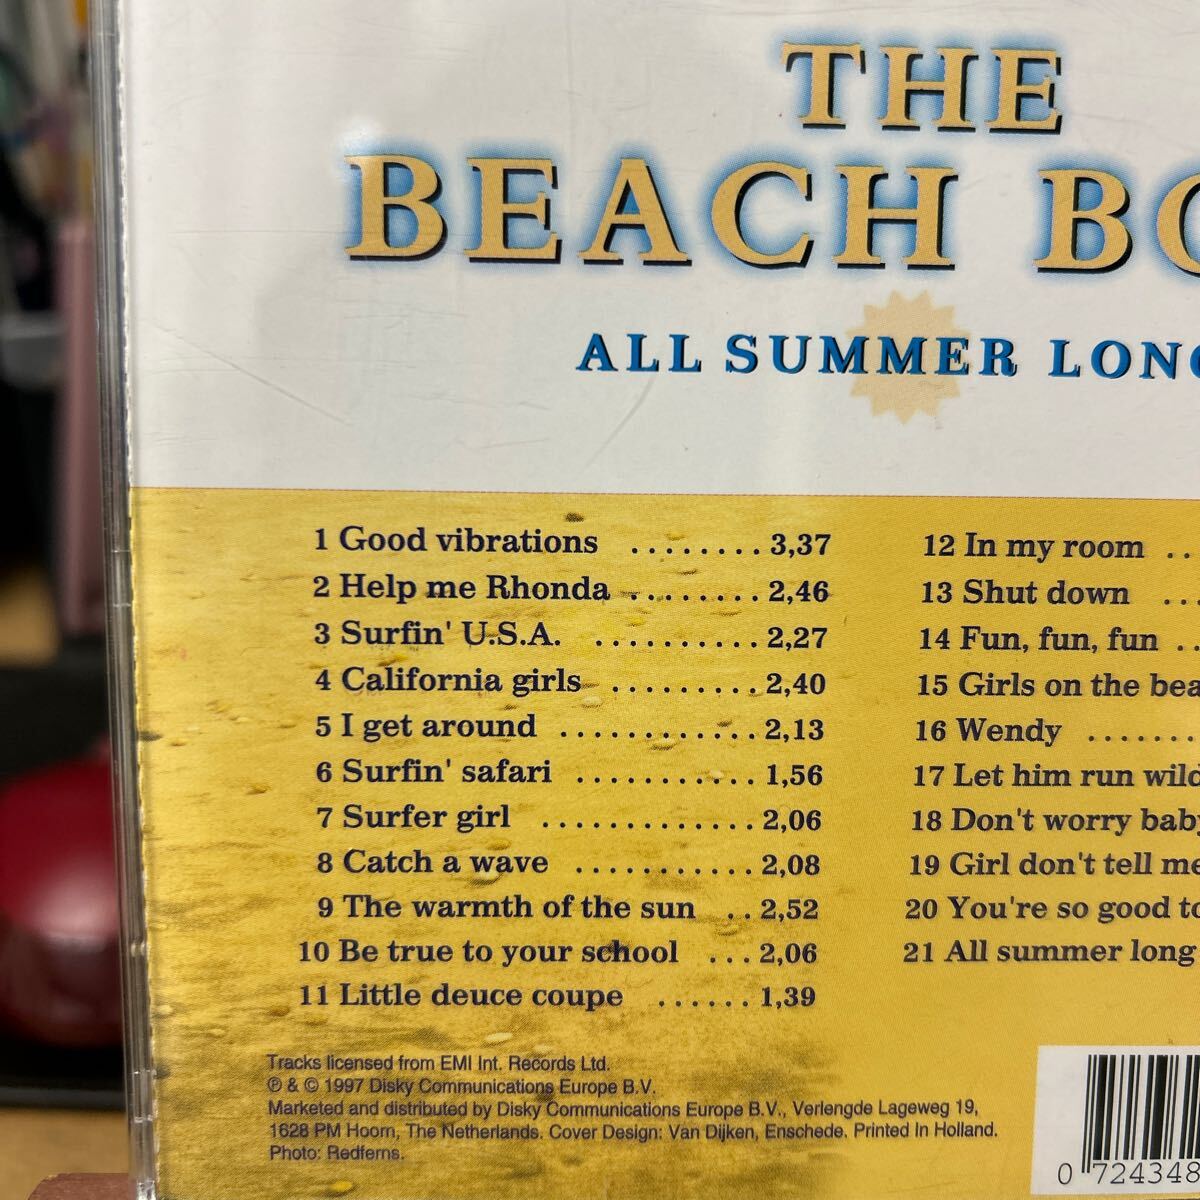 THE
BEACH
ALL SUMMER
1 Good vibrations ........ 3,37
2 Help me Rhonda ........ 2,46
3 Surfin' U.S.A. .......... 2,27
4 California girls ......... 2,40
5 I get around ............ 2,13
6 Surfin' safari ........... 1,56
7 Surfer girl ............. 2,06
8 Catch a wave ........... 2,08
9 The warmth of the sun .. 2,52
10 Be true to your school ... 2,06
11 Little deuce coupe ...... 1,39
12 In my room ..
13 Shut down ...
14 Fun, fun, fun ..
15 Girls on the
16 Wendy .......
17 Let him run
18 Don't worry
19 Girl don't tell
20 You're so good
21 All summer long
Tracks licensed from EMI Int. Records Ltd.
℗ & © 1997 Disky Communications Europe B.V.
Marketed and distributed by Disky Communications Europe B.V., Verlengde Lageweg 19,
1628 PM Hoorn, The Netherlands. Cover Design: Van Dijken, Enschede. Printed In Holland.
Photo: Redferns.
0 724348